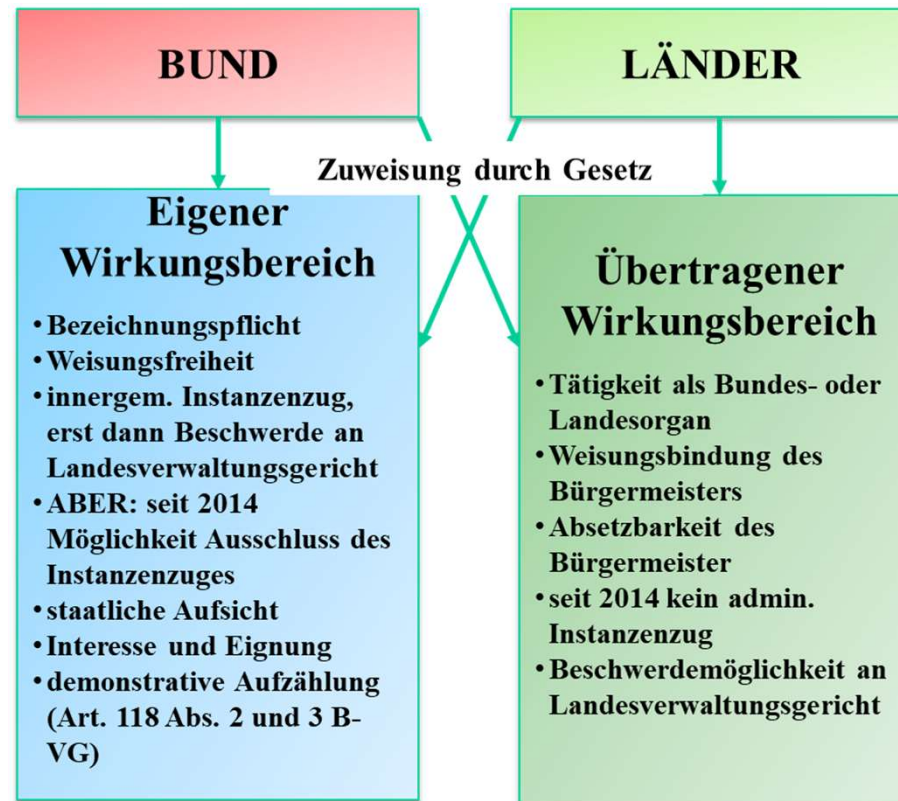 BUND
LÄNDER
Zuweisung durch Gesetz
Eigener
Wirkungsbereich
• Bezeichnungspflicht
• Weisungsfreiheit
• innergem. Instanzenzug,
erst dann Beschwerde an
Landesverwaltungsgericht
• ABER: seit 2014
Möglichkeit Ausschluss des
Instanzenzuges
• staatliche Aufsicht
• Interesse und Eignung
• demonstrative Aufzählung
(Art. 118 Abs. 2 und 3 B-
VG)
Übertragener
Wirkungsbereich
• Tätigkeit als Bundes- oder
Landesorgan
• Weisungsbindung des
Bürgermeisters
• Absetzbarkeit des
Bürgermeister
• seit 2014 kein admin.
Instanzenzug
• Beschwerdemöglichkeit an
Landesverwaltungsgericht